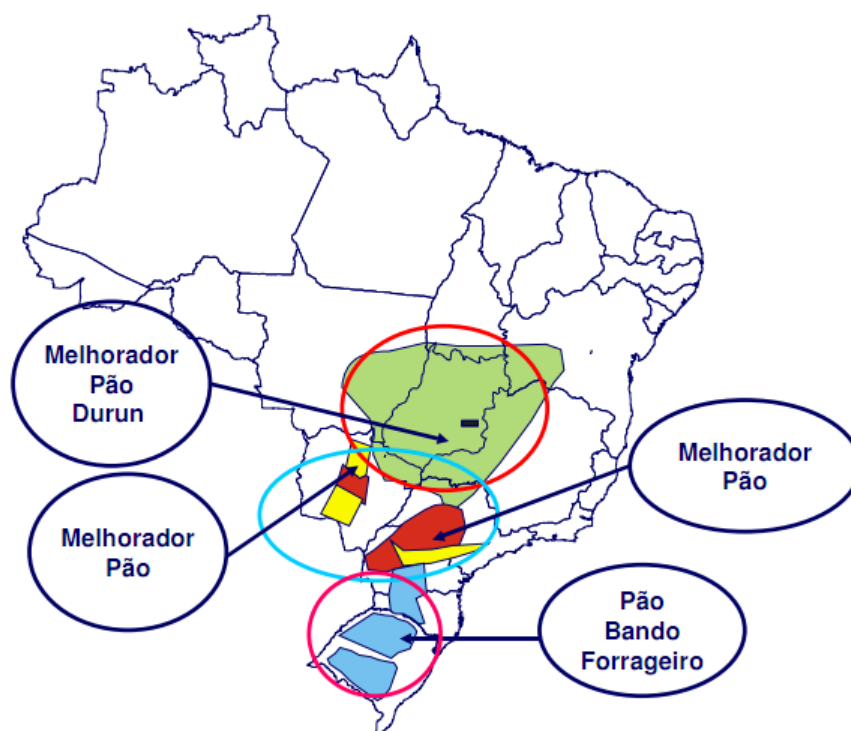 Melhorador
Pão
Durun
Melhorador
Pão
Melhorador
Pão
Pão
Bando
Forrageiro